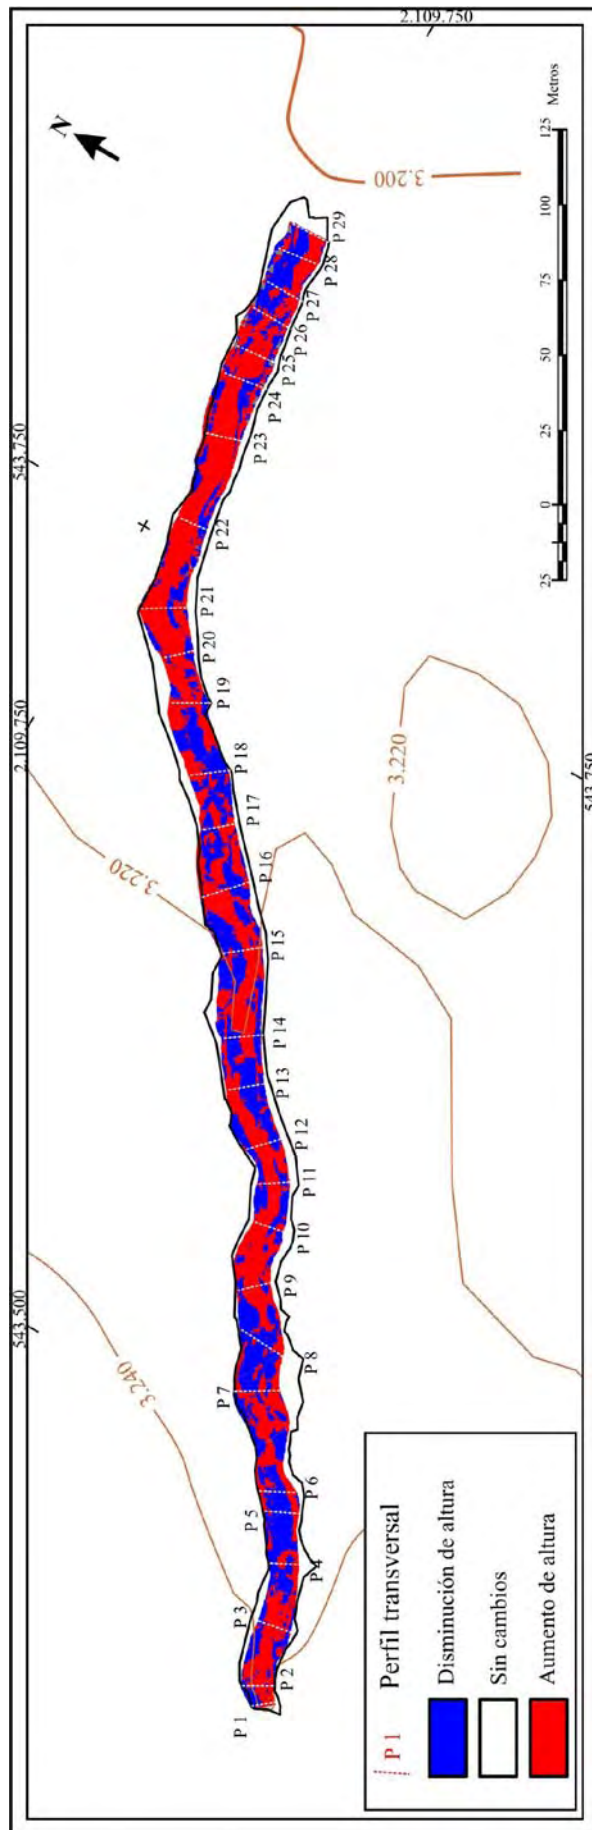 2.109.750
N
Metros
125
100
75
50
25
0
25
3.200
P 29
P 28
P 27
P 26
P 25
P 24
P 23
543.750
P 22
P 21
P 20
P 19
P 18
2.109.750
P 17
P 16
3.220
3.220
543.750
P 15
P 14
P 13
P 12
P 11
P 10
P 9
543.500
P 8
P 7
3.240
P 6
P 5
P 4
P 3
P 2
P 1
P 1 Perfil transversal
Disminución de altura
Sin cambios
Aumento de altura